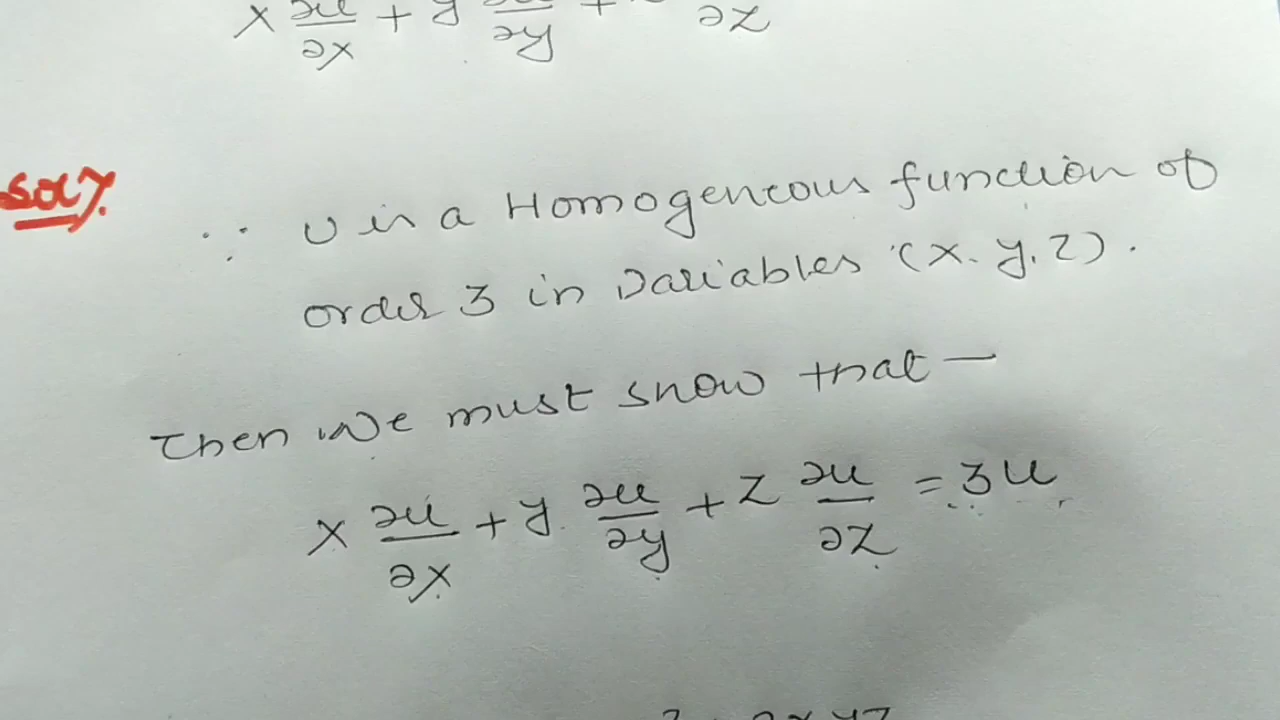 x ∂u/∂x + y ∂u/∂y + ∂z
Sol.
∵ U is a Homogeneous function of
order 3 in variables (x, y, z).
Then we must show that —
x ∂u/∂x + y ∂u/∂y + z ∂u/∂z = 3u